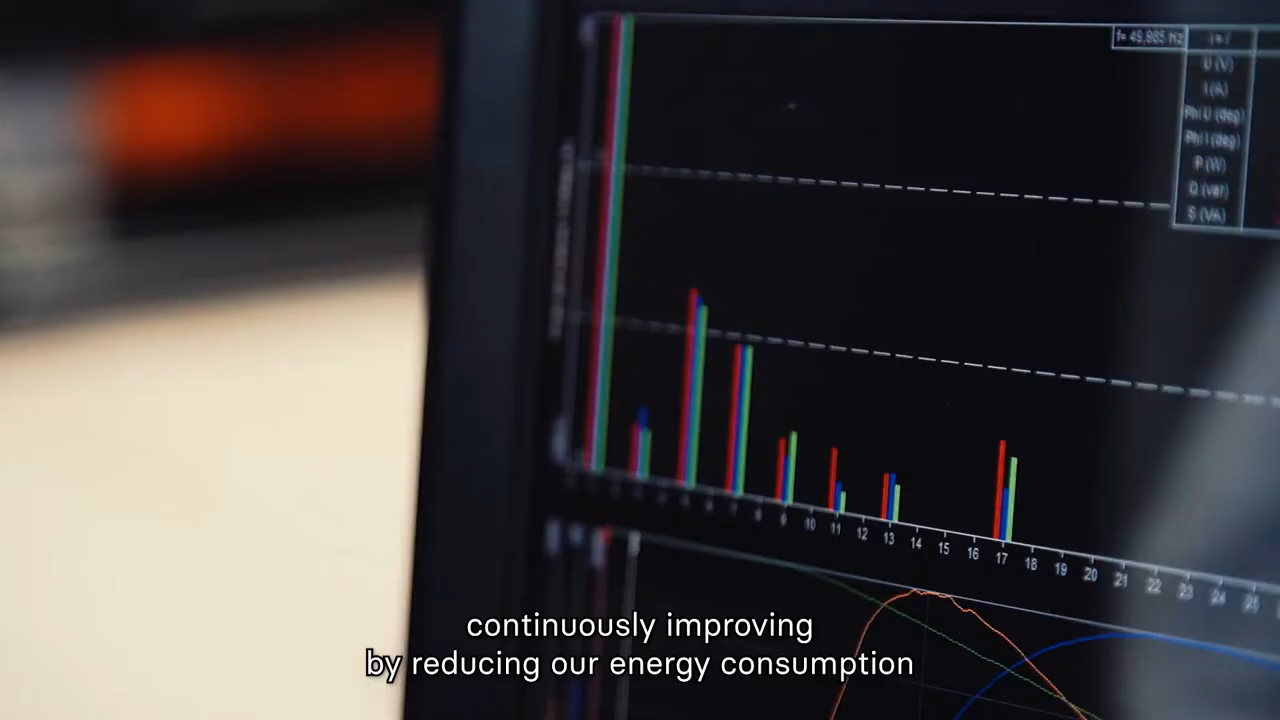 f= 49,985 Hz
U (V)
I (A)
Phi U (deg)
Phi I (deg)
P (W)
Q (var)
S (VA)
7 8 9 10 11 12 13 14 15 16 17 18 19 20 21 22 23 24 25
continuously improving
by reducing our energy consumption